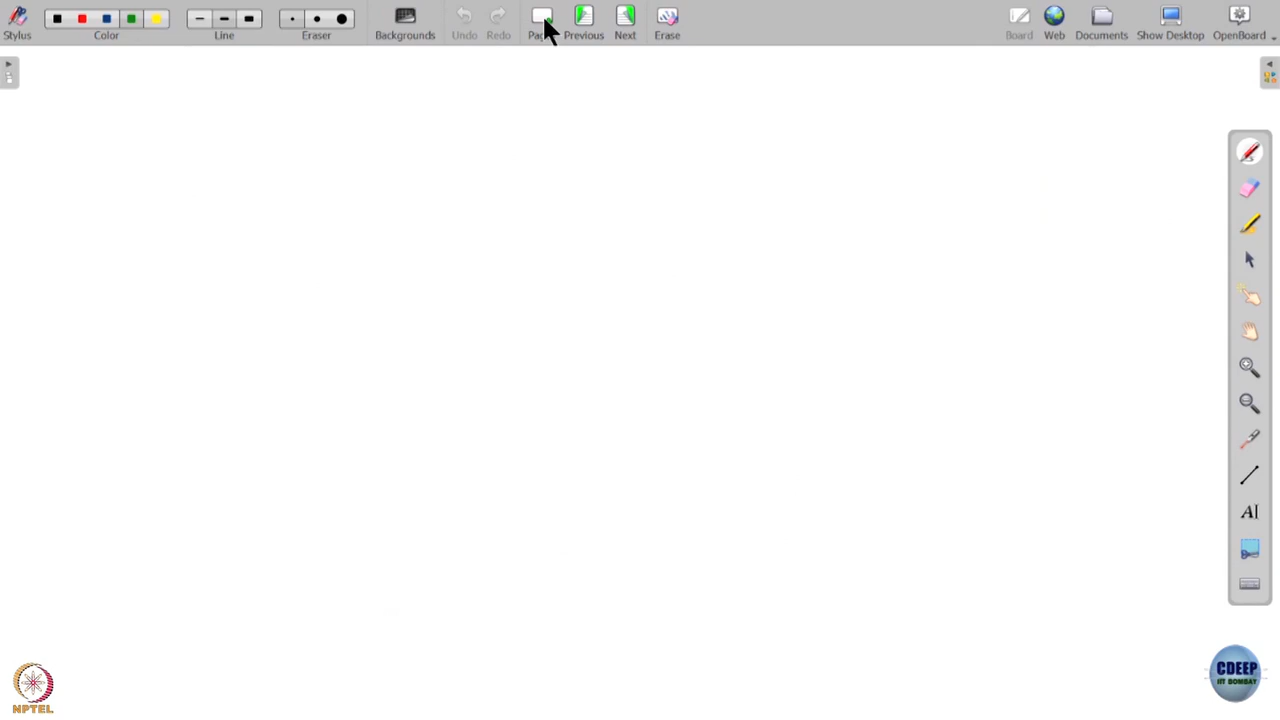 Stylus Color Line Eraser Backgrounds Undo Redo Previous Next Erase Board Web Documents Show Desktop OpenBoard
AI
NPTEL
CDEEP
IIT BOMBAY